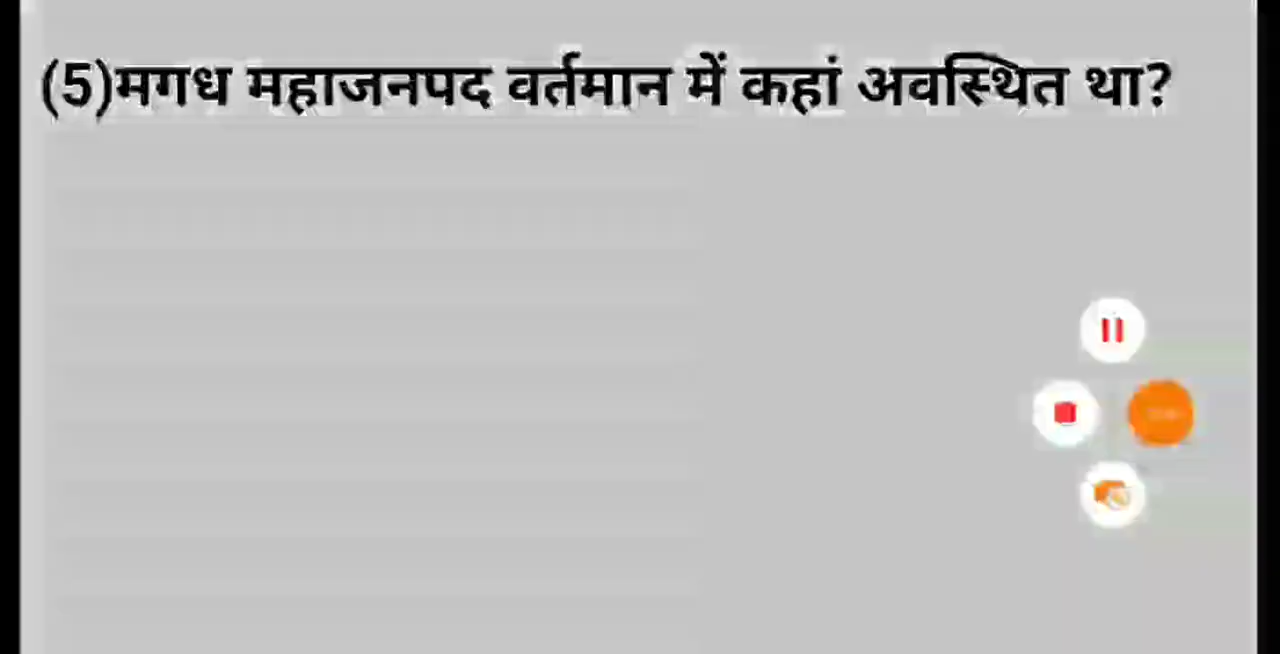 (5)मगध महाजनपद वर्तमान में कहां अवस्थित था?